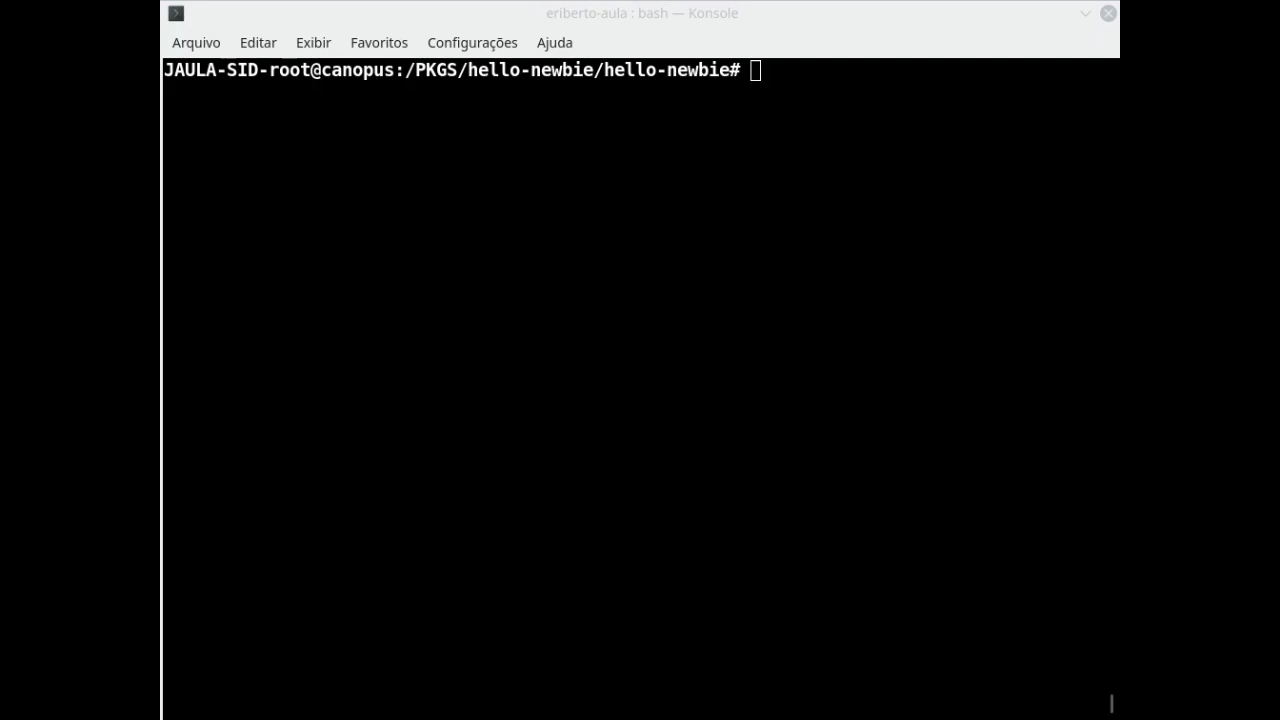 eriberto-aula : bash — Konsole
Arquivo Editar Exibir Favoritos Configurações Ajuda
JAULA-SID-root@canopus:/PKGS/hello-newbie/hello-newbie#